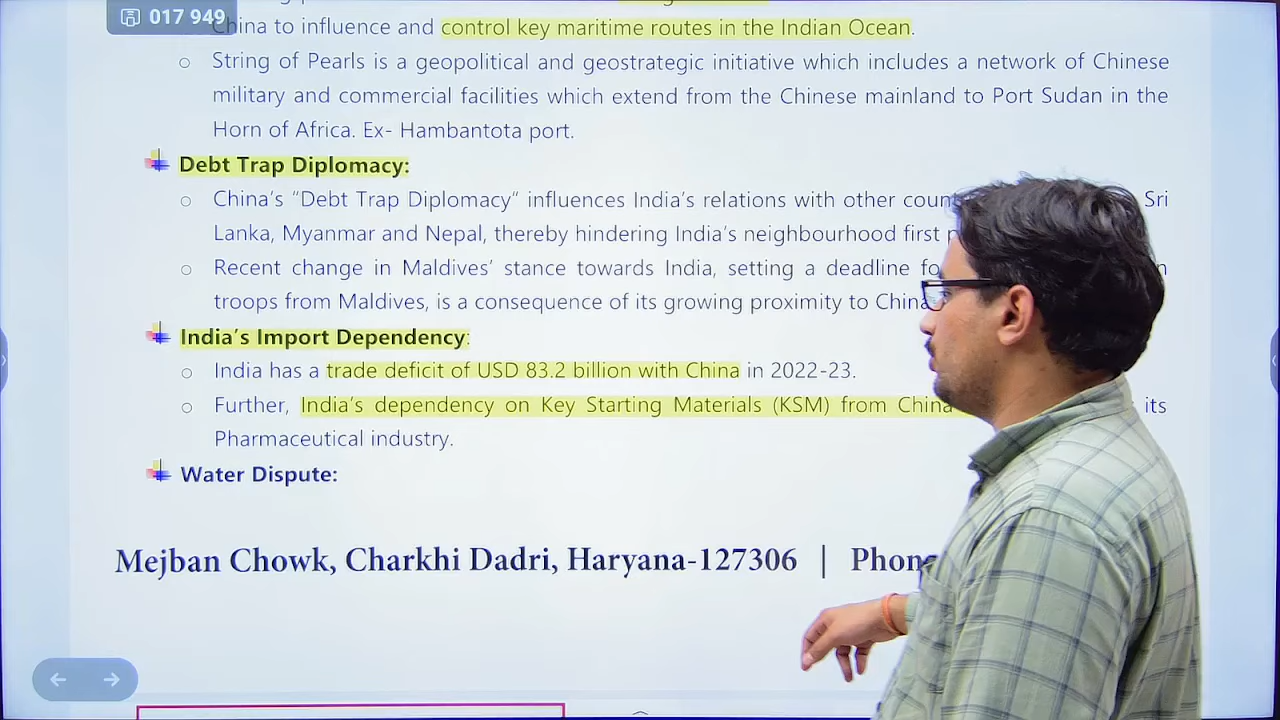 017 949
China to influence and control key maritime routes in the Indian Ocean.
○ String of Pearls is a geopolitical and geostrategic initiative which includes a network of Chinese
military and commercial facilities which extend from the Chinese mainland to Port Sudan in the
Horn of Africa. Ex- Hambantota port.
Debt Trap Diplomacy:
○ China's "Debt Trap Diplomacy" influences India's relations with other Sri
Lanka, Myanmar and Nepal, thereby hindering India's neighbourhood first
○ Recent change in Maldives' stance towards India, setting a deadline
troops from Maldives, is a consequence of its growing proximity to China
India's Import Dependency:
○ India has a trade deficit of USD 83.2 billion with China in 2022-23.
○ Further, India's dependency on Key Starting Materials (KSM) from China its
Pharmaceutical industry.
Water Dispute:
Mejban Chowk, Charkhi Dadri, Haryana-127306 |